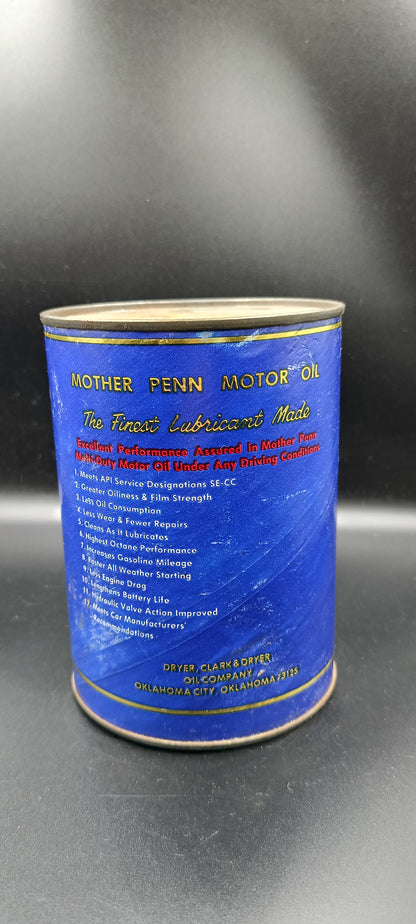 MOTHER PENN MOTOR OIL
The Finest Lubricant Made
Excellent Performance Assured in Mother Penn
Multi-Duty Motor Oil Under Any Driving Conditions
1. Meets API Service Designations SE-CC
2. Greater Oiliness & Film Strength
3. Less Oil Consumption
4. Less Wear & Fewer Repairs
5. Cleans As It Lubricates
6. Highest Octane Performance
7. Increases Gasoline Mileage
8. Faster All Weather Starting
9. Less Engine Drag
10. Lengthens Battery Life
11. Hydraulic Valve Action Improved
12. Meets Car Manufacturers'
Recommendations
DRYER, CLARK & DRYER
OIL COMPANY
OKLAHOMA CITY, OKLAHOMA 73125